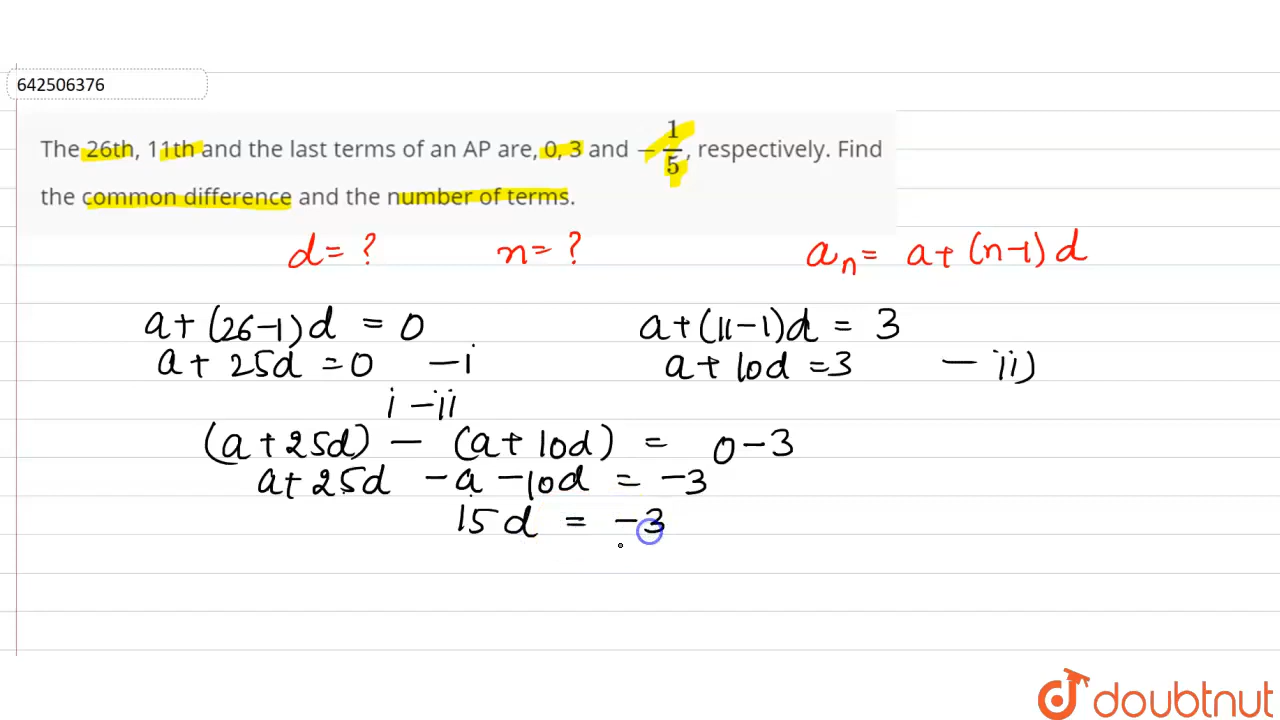 642506376
The 26th, 11th and the last terms of an AP are, 0, 3 and −1/5, respectively. Find
the common difference and the number of terms.
d = ? n = ? aₙ = a + (n-1) d
a + (26-1) d = 0 a + (11-1)d = 3
a + 25d = 0 - i a + 10d = 3 - ii)
i - ii
(a + 25d) - (a + 10d) = 0 - 3
a + 25d - a - 10d = -3
15d = -3
doubtnut